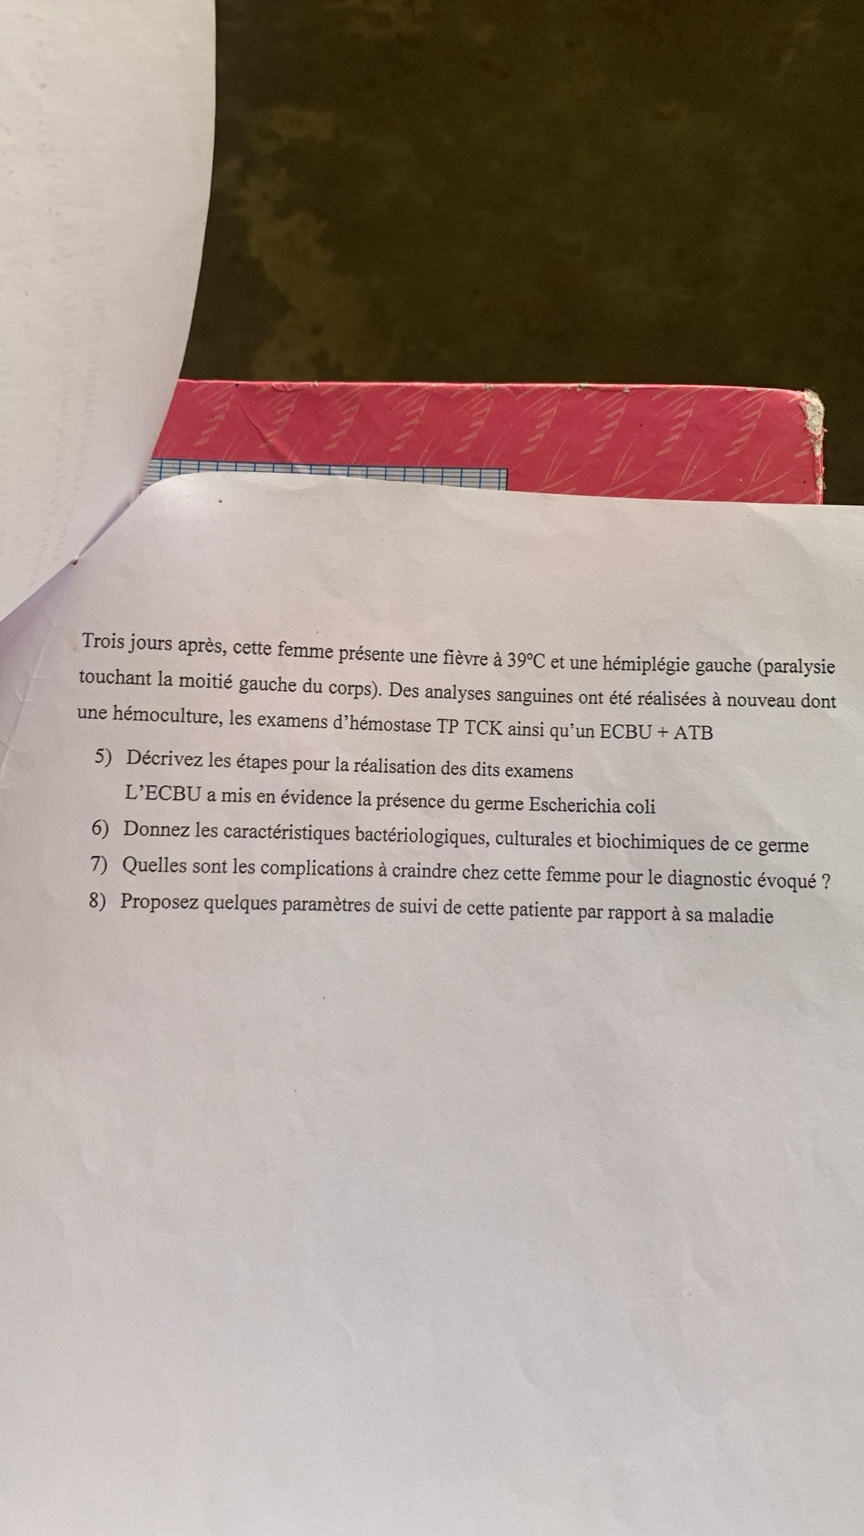 Trois jours après, cette femme présente une fièvre à 39°C et une hémiplégie gauche (paralysie
touchant la moitié gauche du corps). Des analyses sanguines ont été réalisées à nouveau dont
une hémoculture, les examens d'hémostase TP TCK ainsi qu'un ECBU + ATB
5) Décrivez les étapes pour la réalisation des dits examens
L'ECBU a mis en évidence la présence du germe Escherichia coli
6) Donnez les caractéristiques bactériologiques, culturales et biochimiques de ce germe
7) Quelles sont les complications à craindre chez cette femme pour le diagnostic évoqué ?
8) Proposez quelques paramètres de suivi de cette patiente par rapport à sa maladie